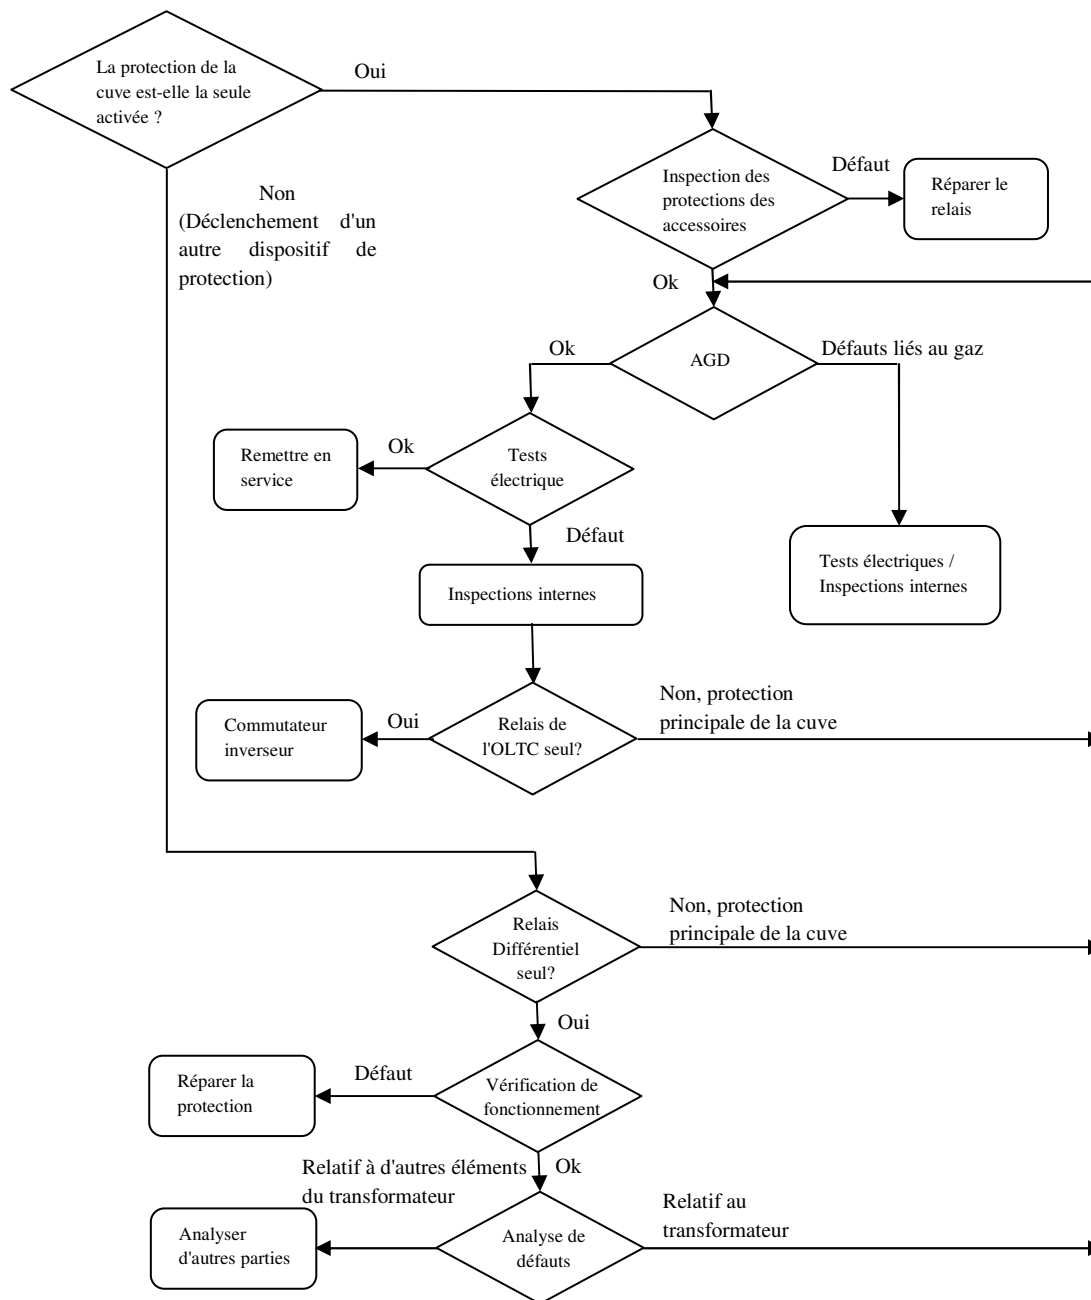 La protection de la
cuve est-elle la seule
activée ?
Oui
Non
(Déclenchement d'un
autre dispositif de
protection)
Inspection des
protections des
accessoires
Défaut
Réparer le
relais
Ok
AGD
Ok
Défauts liés au gaz
Tests
électrique
Ok
Remettre en
service
Défaut
Tests électriques /
Inspections internes
Inspections internes
Relais de
l'OLTC seul?
Oui
Commutateur
inverseur
Non, protection
principale de la cuve
Relais
Différentiel
seul?
Non, protection
principale de la cuve
Oui
Vérification de
fonctionnement
Défaut
Réparer la
protection
Ok
Relatif à d'autres éléments
du transformateur
Analyse de
défauts
Analyser
d'autres parties
Relatif au
transformateur